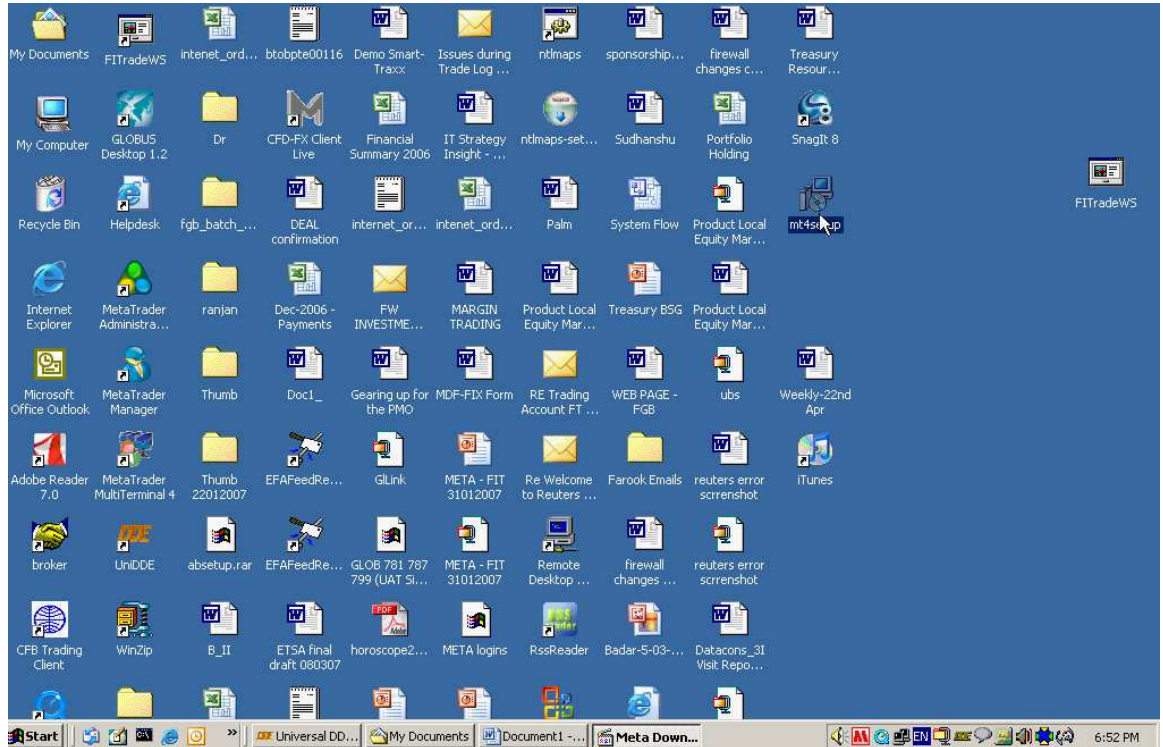 My Documents FITradeWS intenet_ord... btobpte00116 Demo Smart- Issues during ntlmaps sponsorship... firewall Treasury
Traxx Trade Log ... changes c... Resour...
My Computer GLOBUS Dr CFD-FX Client Financial IT Strategy ntlmaps-set... Sudhanshu Portfolio SnagIt 8
Desktop 1.2 Live Summary 2006 Insight - ... Holding
FITradeWS
Recycle Bin Helpdesk fgb_batch_... DEAL internet_or... intenet_ord... Palm System Flow Product Local
confirmation Equity Mar...
Internet MetaTrader ranjan Dec-2006 - FW MARGIN Product Local Treasury BSG Product Local
Explorer Administra... Payments INVESTME... TRADING Equity Mar... Equity Mar...
Microsoft MetaTrader Thumb Doc1_ Gearing up for MDF-FIX Form RE Trading WEB PAGE - ubs Weekly-22nd
Office Outlook Manager the PMO Account FT ... FGB Apr
Adobe Reader MetaTrader Thumb EFAFeedRe... GlLink META - FIT Re Welcome Farook Emails reuters error iTunes
7.0 MultiTerminal 4 22012007 31012007 to Reuters ... scrrenshot
broker UniDDE absetup.rar EFAFeedRe... GLOB 781 787 META - FIT Remote firewall reuters error
799 (UAT Si... 31012007 Desktop ... changes ... scrrenshot
CFB Trading WinZip B_II ETSA final horoscope2... META logins RssReader Badar-5-03-... Datacons_3I
Client draft 080307 Visit Repo...
Start Universal DD... My Documents Document1 -... Meta Down... EN 6:52 PM